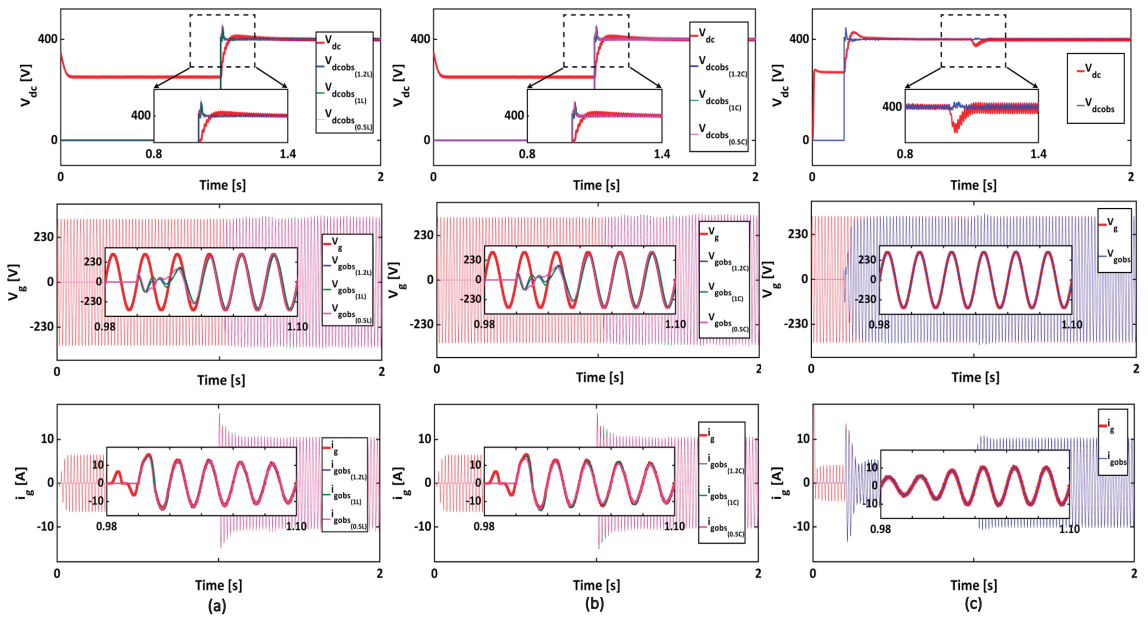 400
0
V_dc [V]
V_dc
V_dcobs (1.2L)
V_dcobs (1L)
V_dcobs (0.5L)
400
0.8 1.4
0 2
Time [s]
400
0
V_dc [V]
V_dc
V_dcobs (1.2C)
V_dcobs (1C)
V_dcobs (0.5C)
400
0.8 1.4
0 2
Time [s]
400
0
V_dc [V]
V_dc
V_dcobs
400
0.8 1.4
0 2
Time [s]
230
0
-230
V_g [V]
V_g
V_gobs (1.2L)
V_gobs (1L)
V_gobs (0.5L)
230
-230
0.98 1.10
0 2
Time [s]
230
0
-230
V_g [V]
V_g
V_gobs (1.2C)
V_gobs (1C)
V_gobs (0.5C)
230
-230
0.98 1.10
0 2
Time [s]
230
0
-230
V_g [V]
V_g
V_gobs
230
-230
0.98 1.10
0 2
Time [s]
10
0
-10
i_g [A]
i_g
i_gobs (1.2L)
i_gobs (1L)
i_gobs (0.5L)
10
-10
0.98 1.10
0 2
Time [s]
(a)
10
0
-10
i_g [A]
i_g
i_gobs (1.2C)
i_gobs (1C)
i_gobs (0.5C)
10
-10
0.98 1.10
0 2
Time [s]
(b)
10
0
-10
i_g [A]
i_g
i_gobs
10
0
-10
0.98 1.10
0 2
Time [s]
(c)